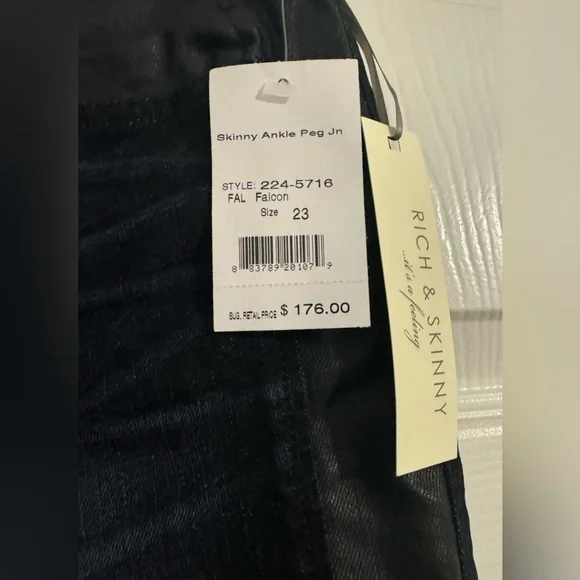 Skinny Ankle Peg Jn
STYLE: 224-5716
FAL Falcon
Size 23
8 83789 20107 9
SUG. RETAIL PRICE $ 176.00
RICH & SKINNY
...it's a feeling